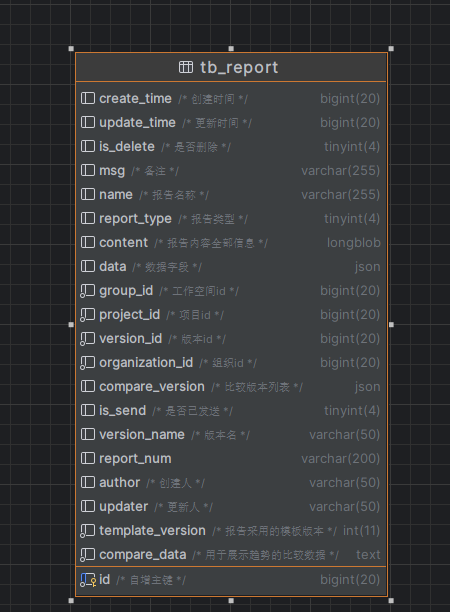 tb_report
create_time /* 创建时间 */ bigint(20)
update_time /* 更新时间 */ bigint(20)
is_delete /* 是否删除 */ tinyint(4)
msg /* 备注 */ varchar(255)
name /* 报告名称 */ varchar(255)
report_type /* 报告类型 */ tinyint(4)
content /* 报告内容全部信息 */ longblob
data /* 数据字段 */ json
group_id /* 工作空间id */ bigint(20)
project_id /* 项目id */ bigint(20)
version_id /* 版本id */ bigint(20)
organization_id /* 组织id */ bigint(20)
compare_version /* 比较版本列表 */ json
is_send /* 是否已发送 */ tinyint(4)
version_name /* 版本名 */ varchar(50)
report_num varchar(200)
author /* 创建人 */ varchar(50)
updater /* 更新人 */ varchar(50)
template_version /* 报告采用的模板版本 */ int(11)
compare_data /* 用于展示趋势的比较数据 */ text
id /* 自增主键 */ bigint(20)